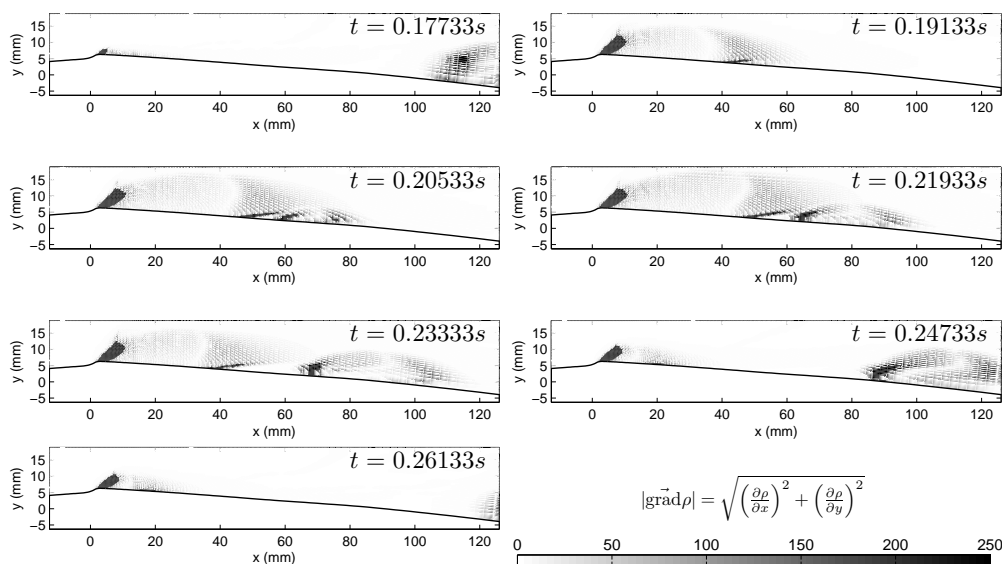 t = 0.17733s
y (mm)
15
10
5
0
−5
0 20 40 60 80 100 120
x (mm)
t = 0.19133s
y (mm)
15
10
5
0
−5
0 20 40 60 80 100 120
x (mm)
t = 0.20533s
y (mm)
15
10
5
0
−5
0 20 40 60 80 100 120
x (mm)
t = 0.21933s
y (mm)
15
10
5
0
−5
0 20 40 60 80 100 120
x (mm)
t = 0.23333s
y (mm)
15
10
5
0
−5
0 20 40 60 80 100 120
x (mm)
t = 0.24733s
y (mm)
15
10
5
0
−5
0 20 40 60 80 100 120
x (mm)
t = 0.26133s
y (mm)
15
10
5
0
−5
0 20 40 60 80 100 120
x (mm)
|gra⃗dρ| = √((∂ρ/∂x)² + (∂ρ/∂y)²)
0 50 100 150 200 250